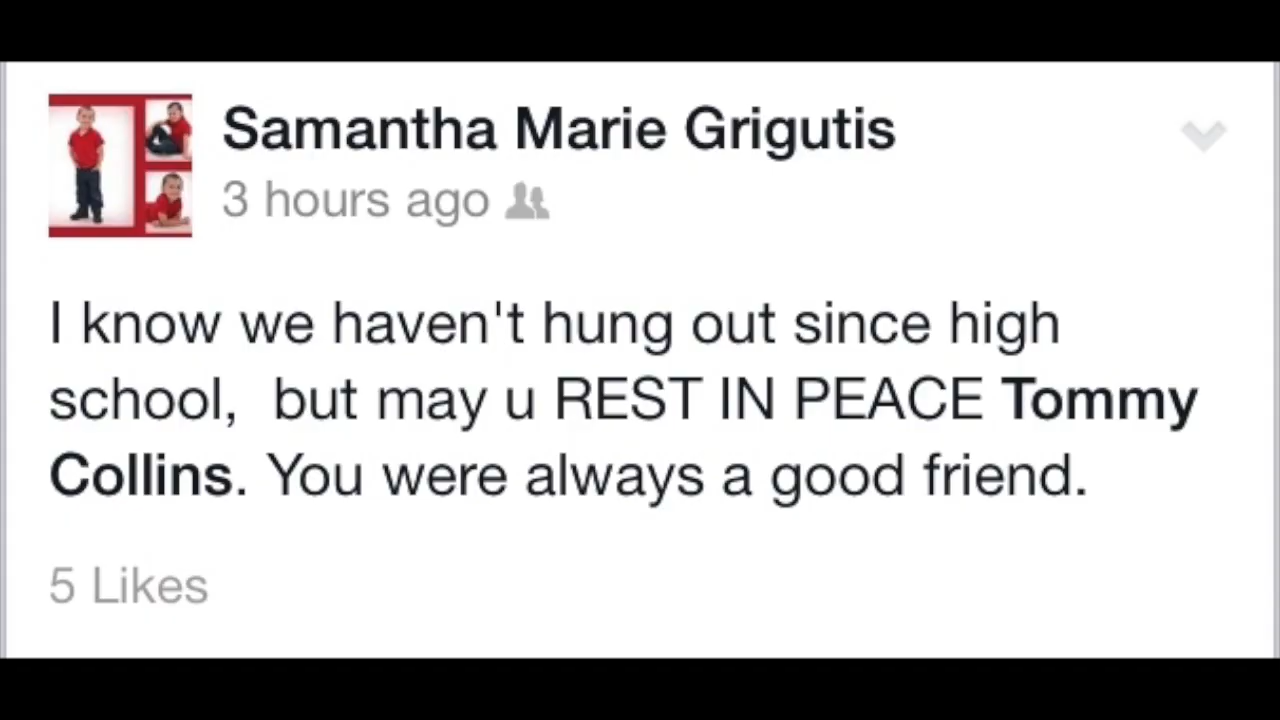 Samantha Marie Grigutis
3 hours ago
I know we haven't hung out since high
school,  but may u REST IN PEACE Tommy
Collins. You were always a good friend.
5 Likes